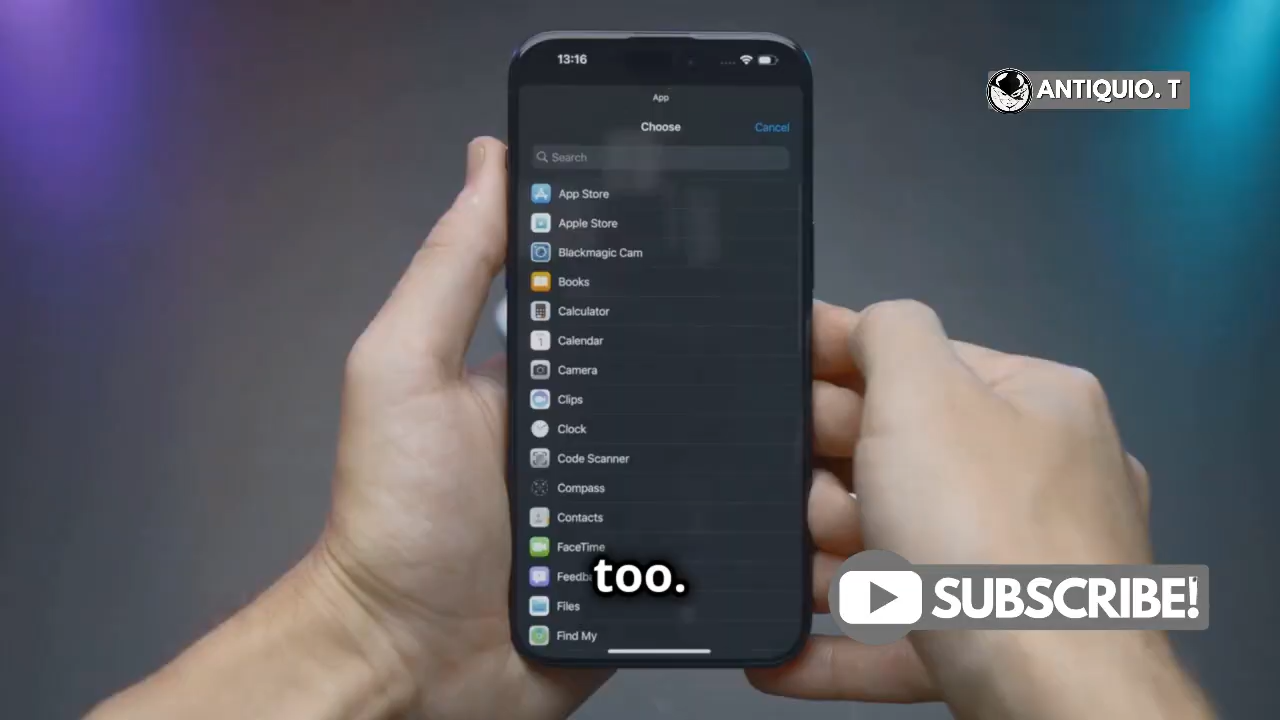 13:16
ANTIQUIO. T
App
Choose
Cancel
Search
App Store
Apple Store
Blackmagic Cam
Books
Calculator
Calendar
1
Camera
Clips
Clock
Code Scanner
Compass
Contacts
FaceTime
too.
Files
Find My
SUBSCRIBE!